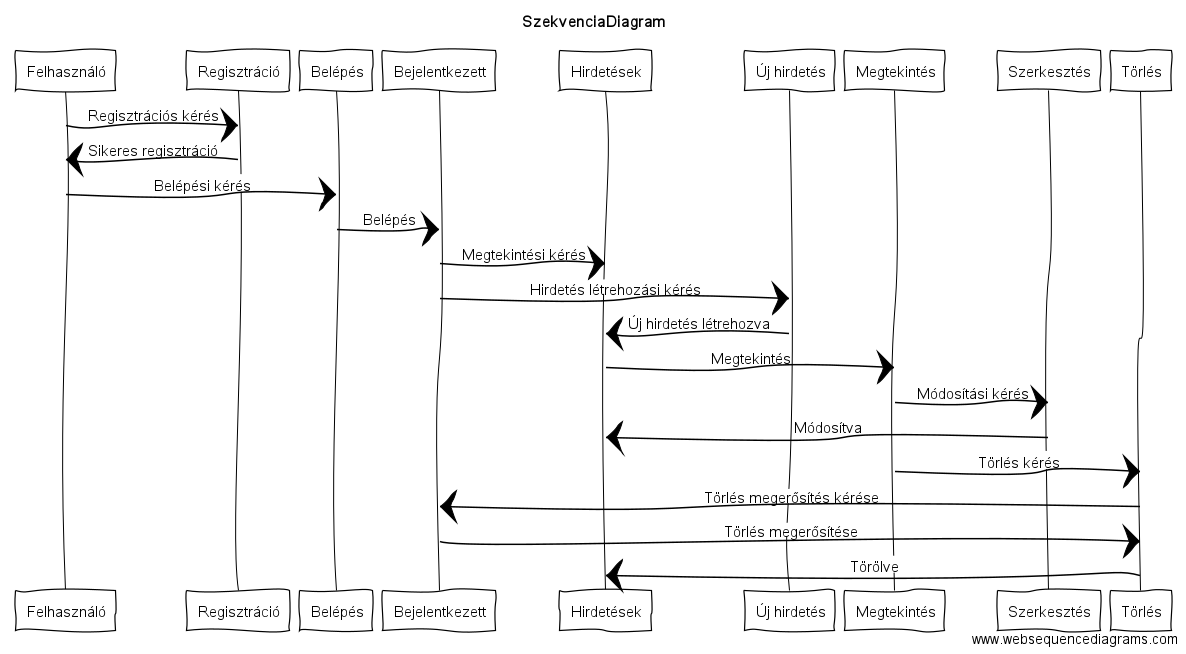 SzekvenciaDiagram
Felhasználó Regisztráció Belépés Bejelentkezett Hirdetések Új hirdetés Megtekintés Szerkesztés Törlés
Regisztrációs kérés
Sikeres regisztráció
Belépési kérés
Belépés
Megtekintési kérés
Hirdetés létrehozási kérés
Új hirdetés létrehozva
Megtekintés
Módosítási kérés
Módosítva
Törlés kérés
Törlés megerősítés kérése
Törlés megerősítése
Törölve
Felhasználó Regisztráció Belépés Bejelentkezett Hirdetések Új hirdetés Megtekintés Szerkesztés Törlés
www.websequencediagrams.com